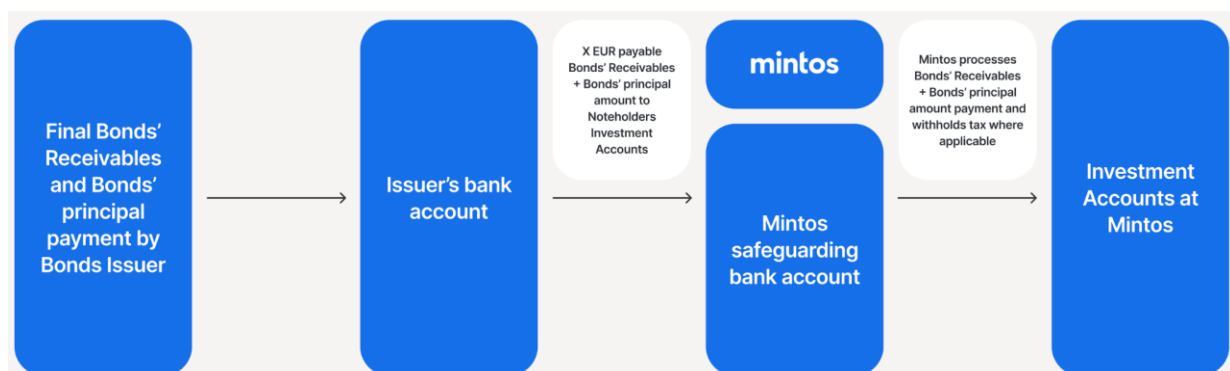 Final Bonds’
Receivables
and Bonds’
principal
payment by
Bonds Issuer
Issuer’s bank
account
X EUR payable
Bonds’ Receivables
+ Bonds’ principal
amount to
Noteholders
Investment
Accounts
mintos
Mintos
safeguarding
bank account
Mintos processes
Bonds’ Receivables
+ Bonds’ principal
amount payment and
withholds tax where
applicable
Investment
Accounts at
Mintos